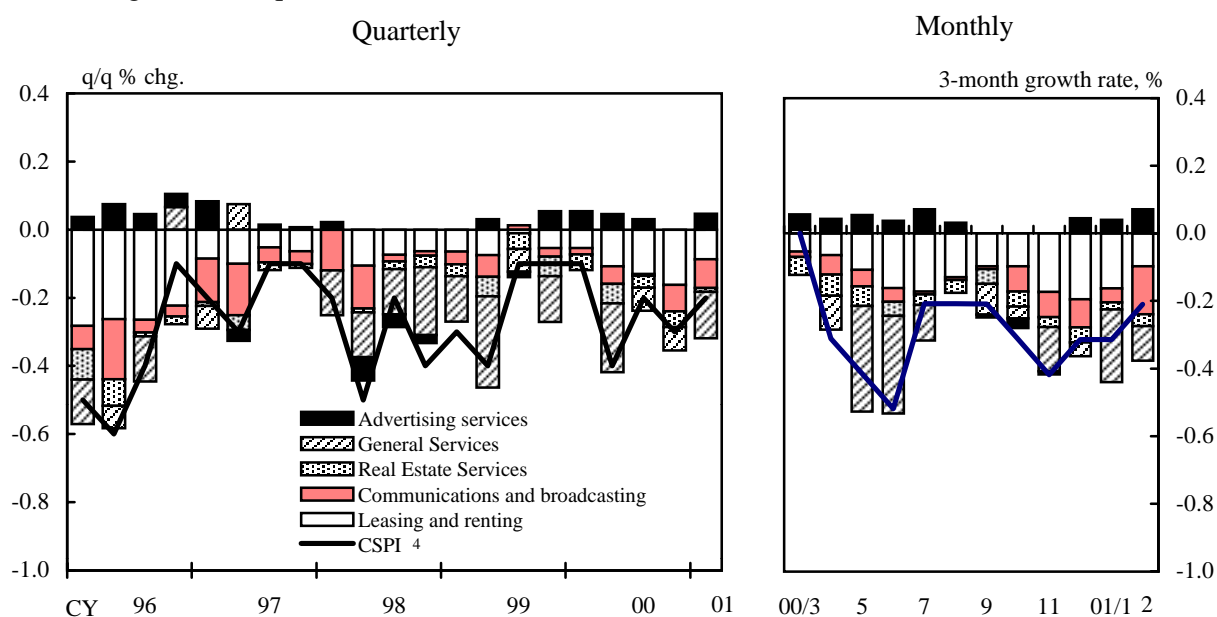 Quarterly
Monthly
q/q % chg.
3-month growth rate, %
0.4
0.2
0.0
-0.2
-0.4
-0.6
-0.8
-1.0
Advertising services
General Services
Real Estate Services
Communications and broadcasting
Leasing and renting
CSPI 4
CY 96 97 98 99 00 01
0.4
0.2
0.0
-0.2
-0.4
-0.6
-0.8
-1.0
00/3 5 7 9 11 01/1 2